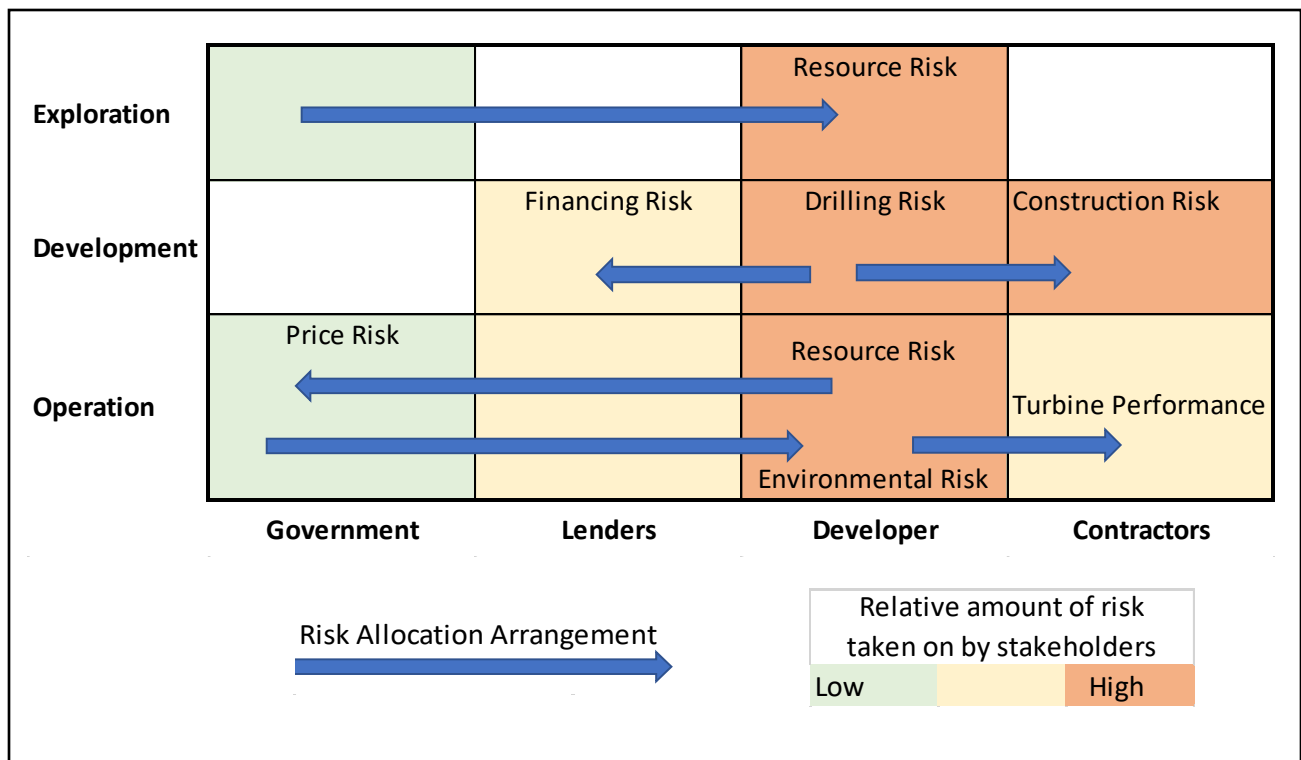 Resource Risk
Exploration
Financing Risk
Drilling Risk
Construction Risk
Development
Price Risk
Resource Risk
Operation
Turbine Performance
Environmental Risk
Government
Lenders
Developer
Contractors
Risk Allocation Arrangement
Relative amount of risk
taken on by stakeholders
Low
High